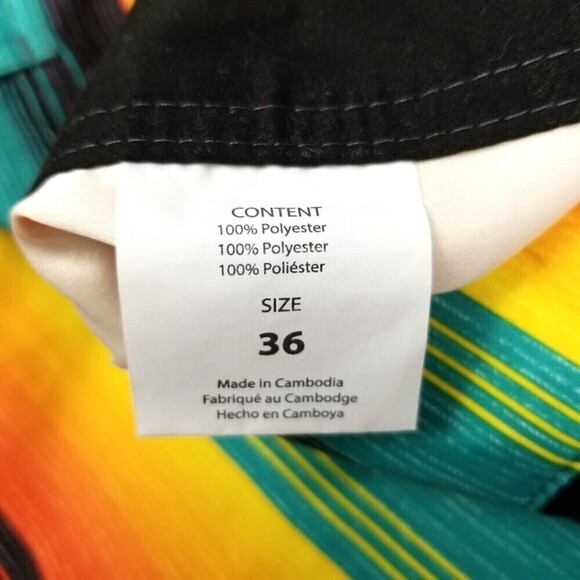 CONTENT
100% Polyester
100% Polyester
100% Poliéster
SIZE
36
Made in Cambodia
Fabriqué au Cambodge
Hecho en Camboya